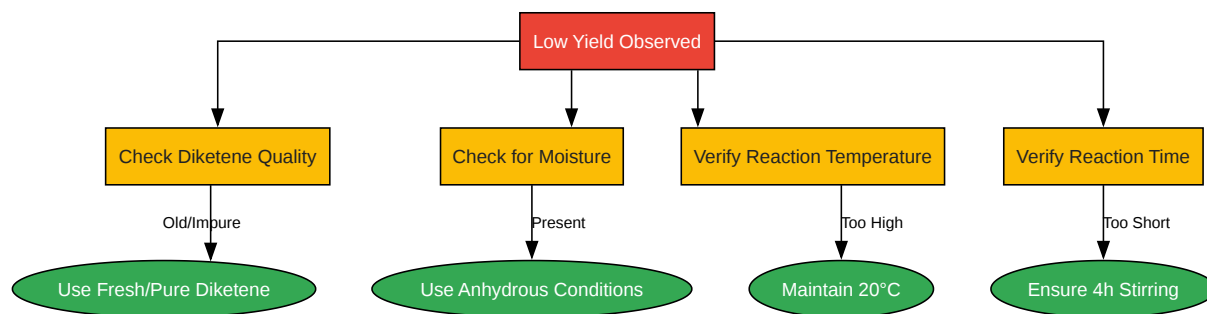 Low Yield Observed
Check Diketene Quality
Check for Moisture
Verify Reaction Temperature
Verify Reaction Time
Old/Impure
Present
Too High
Too Short
Use Fresh/Pure Diketene
Use Anhydrous Conditions
Maintain 20°C
Ensure 4h Stirring